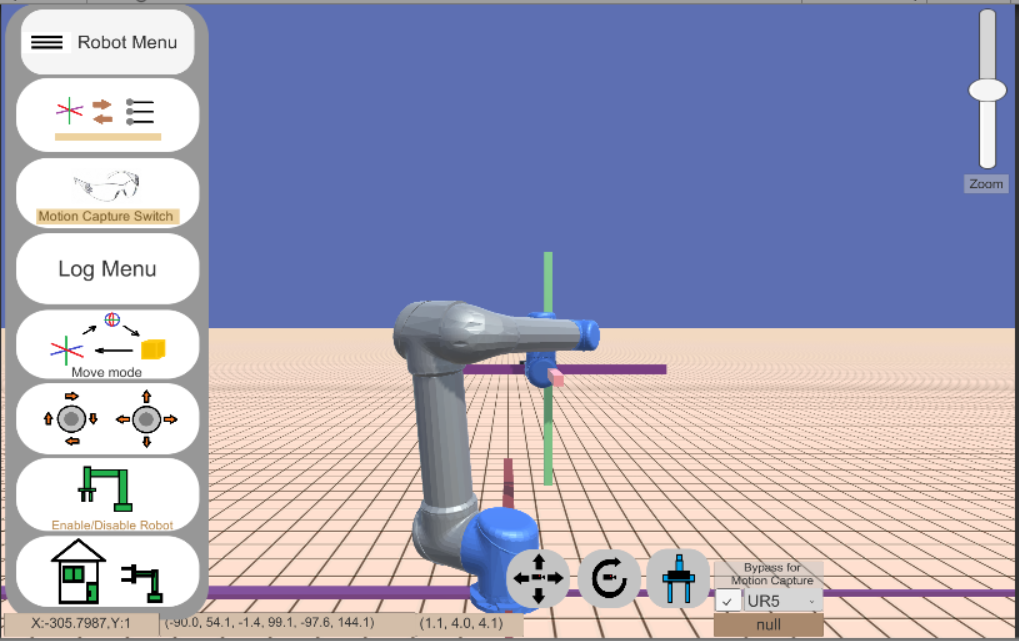 Robot Menu
Zoom
Motion Capture Switch
Log Menu
Move mode
Enable/Disable Robot
Bypass for
Motion Capture
UR5
null
X:-305.7987,Y:1
(-90.0, 54.1, -1.4, 99.1, -97.6, 144.1)
(1.1, 4.0, 4.1)